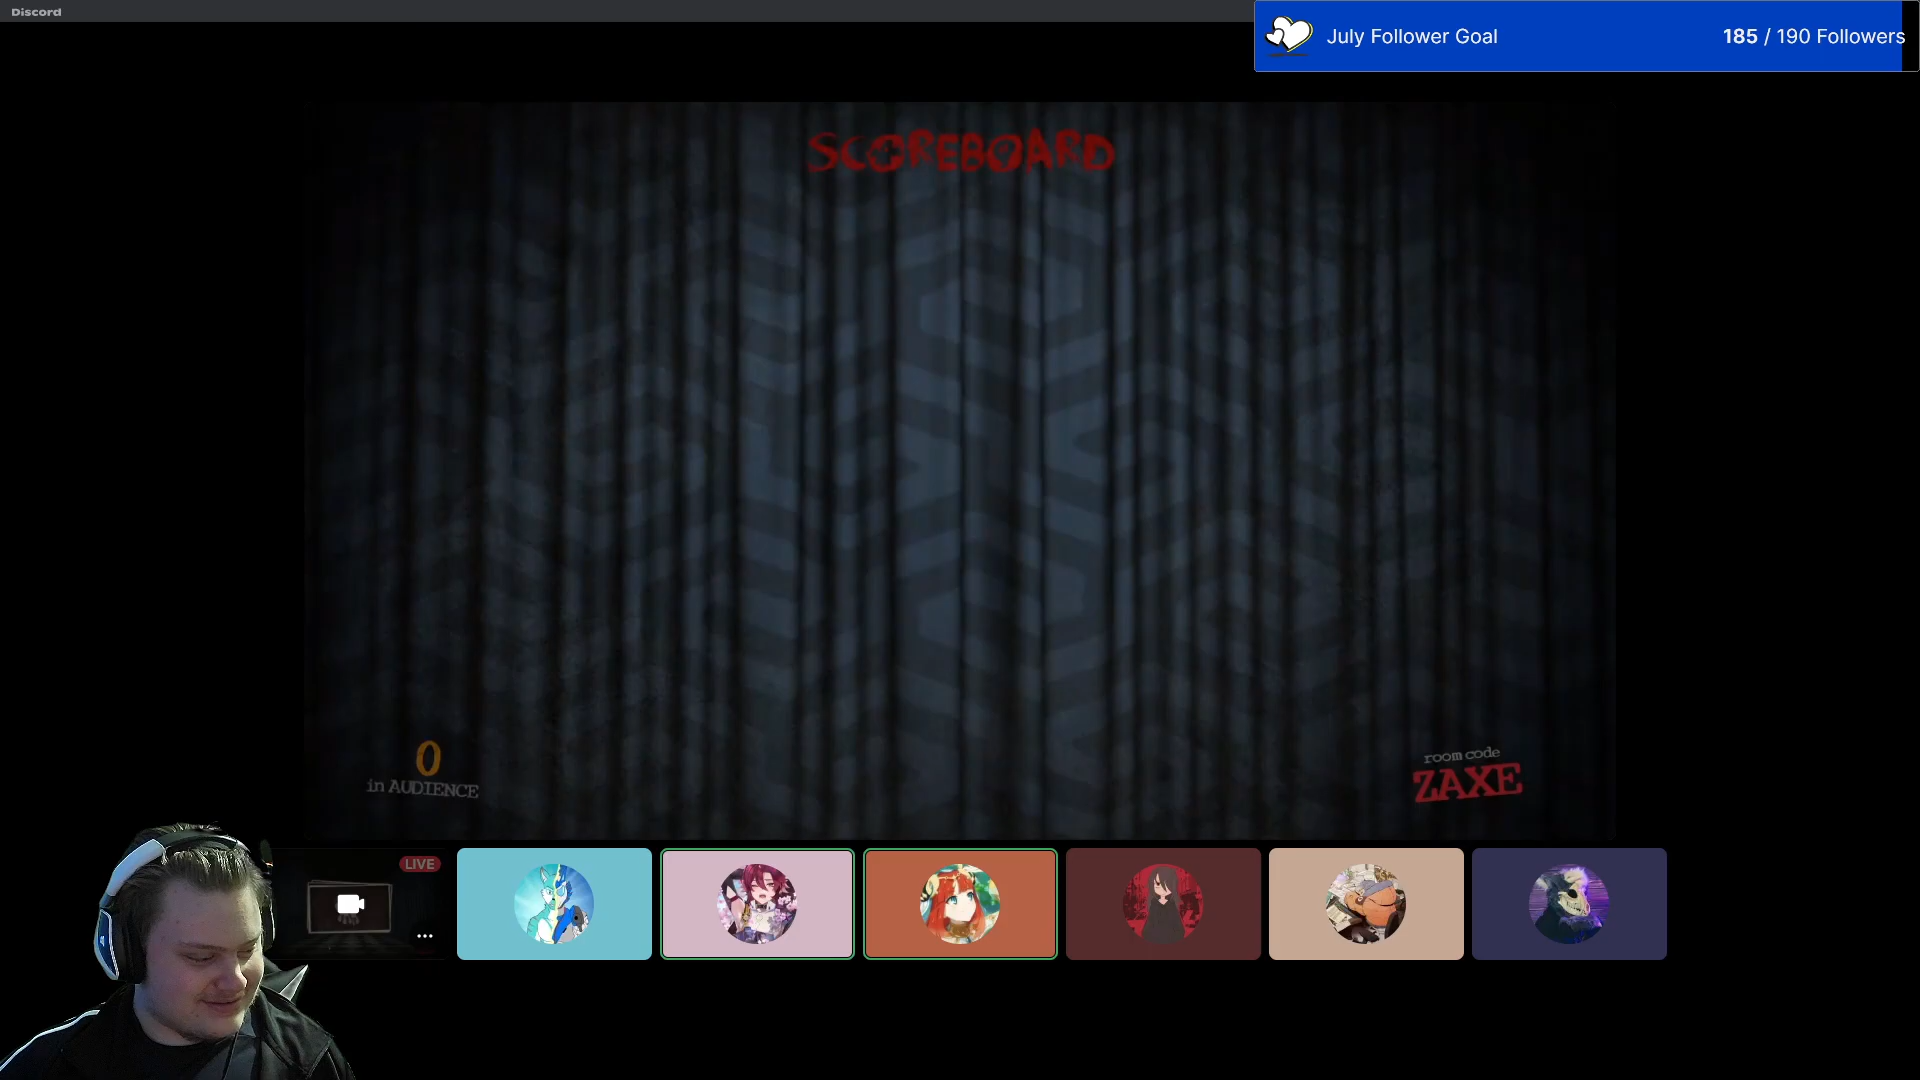 Discord
July Follower Goal
185 / 190 Followers
SCOREBOARD
0
in AUDIENCE
room code
ZAXE
LIVE